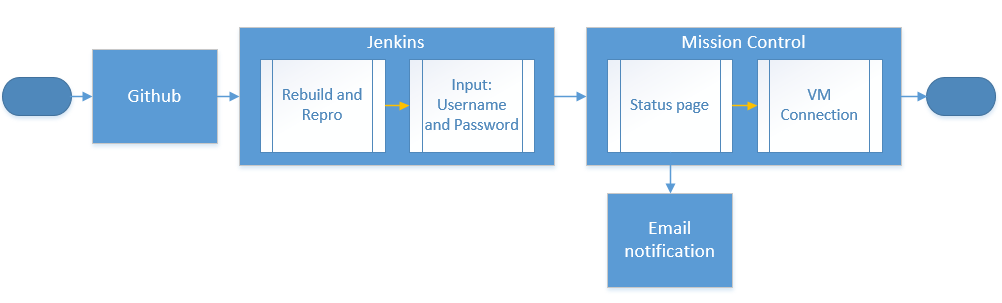 Github
Jenkins
Rebuild and
Repro
Input:
Username
and Password
Mission Control
Status page
VM
Connection
Email
notification